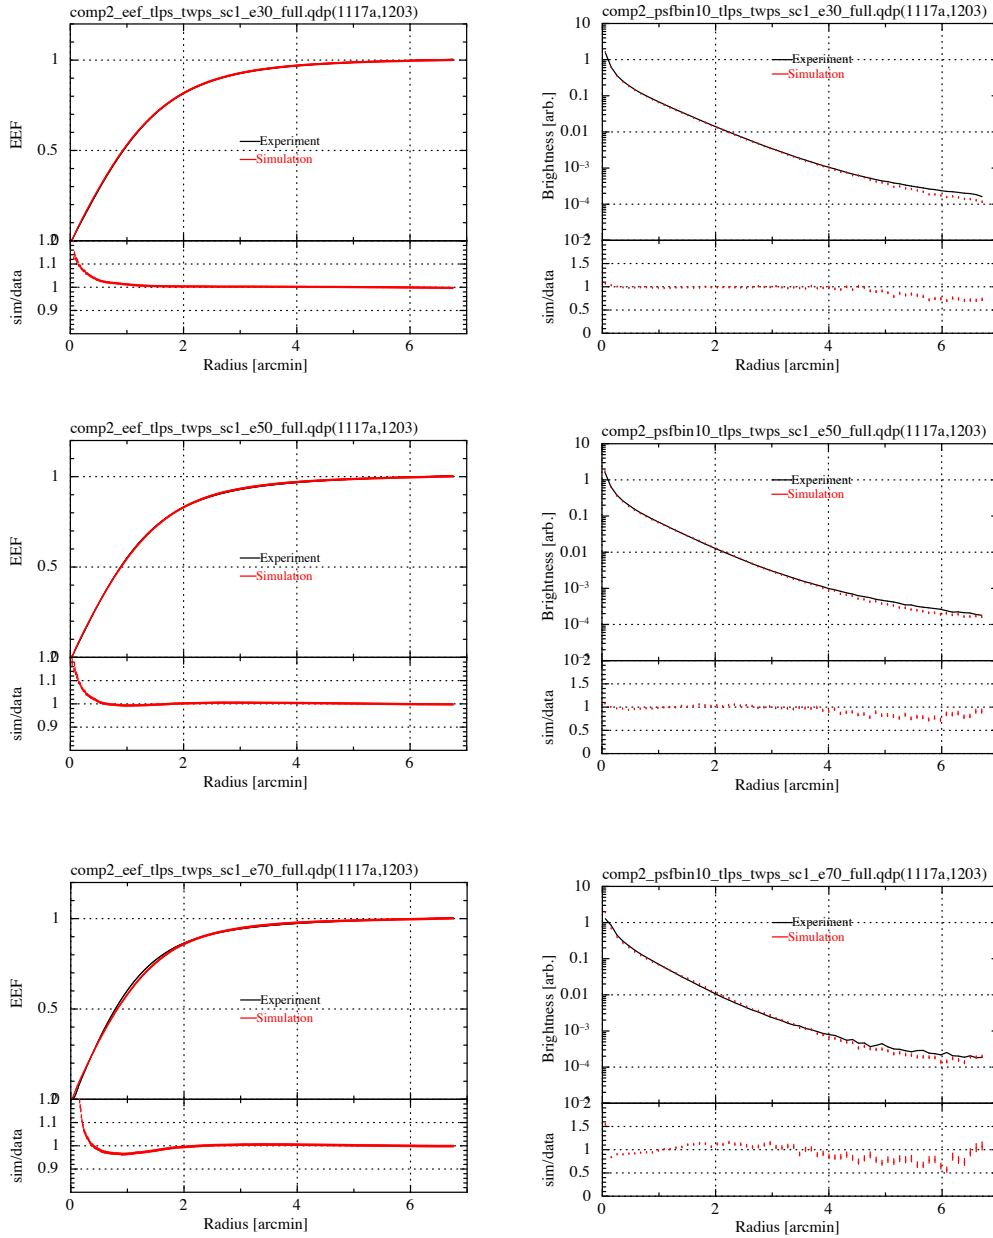 comp2_eef_tlps_twps_sc1_e30_full.qdp(1117a,1203)
1
EEF
Experiment
0.5
Simulation
0
1.2
1.1
sim/data
1
0.9
0 2 4 6
Radius [arcmin]
comp2_psfbin10_tlps_twps_sc1_e30_full.qdp(1117a,1203)
10
1
Experiment
Simulation
0.1
Brightness [arb.]
0.01
10−3
10−4
1.5
sim/data
1
0.5
0
0 2 4 6
Radius [arcmin]
comp2_eef_tlps_twps_sc1_e50_full.qdp(1117a,1203)
1
EEF
Experiment
0.5
Simulation
0
1.2
1.1
sim/data
1
0.9
0 2 4 6
Radius [arcmin]
comp2_psfbin10_tlps_twps_sc1_e50_full.qdp(1117a,1203)
10
1
Experiment
Simulation
0.1
Brightness [arb.]
0.01
10−3
10−4
1.5
sim/data
1
0.5
0
0 2 4 6
Radius [arcmin]
comp2_eef_tlps_twps_sc1_e70_full.qdp(1117a,1203)
1
EEF
Experiment
0.5
Simulation
0
1.2
1.1
sim/data
1
0.9
0 2 4 6
Radius [arcmin]
comp2_psfbin10_tlps_twps_sc1_e70_full.qdp(1117a,1203)
10
1
Experiment
Simulation
0.1
Brightness [arb.]
0.01
10−3
10−4
1.5
sim/data
1
0.5
0
0 2 4 6
Radius [arcmin]